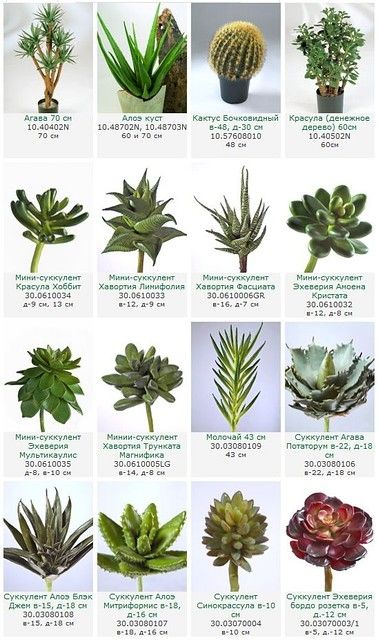 Агава 70 см
10.40402N
70 см
Алоэ куст
10.48702N, 10.48703N
60 и 70 см
Кактус Бочковидный
в-48, д-30 см
10.57608010
48 см
Красула (денежное
дерево) 60см
10.40502N
60см
Мини-суккулент
Красула Хоббит
30.0610034
д-9 см, 13 см
Мини-суккулент
Хавортия Линифолия
30.0610033
в-12, д-9 см
Мини-суккулент
Хавортия Фасциата
30.0610006GR
в-16, д-7 см
Мини-суккулент
Эхеверия Амоена
Кристата
30.0610032
в-12, д-8 см
Мини-суккулент
Эхеверия
Мультикаулис
30.0610035
д-8, в-10 см
Минии-суккулент
Хавортия Трунката
Магнифика
30.0610005LG
в-14, д-8 см
Молочай 43 см
30.03080109
43 см
Суккулент Агава
Потаторун в-22, д-18
см
30.03080106
в-22, д-18 см
Суккулент Алоэ Блэк
Джем в-15, д-18 см
30.03080108
в-15, д-18 см
Суккулент Алоэ
Митриформис в-18,
д-16 см
30.03080107
в-18, д-16 см
Суккулент
Синокрассула в-10
см
30.03070004
в-10 см
Суккулент Эхеверия
бордо розетка в-5,
д.-12 см
30.03070003/1
в-5, д.-12 см